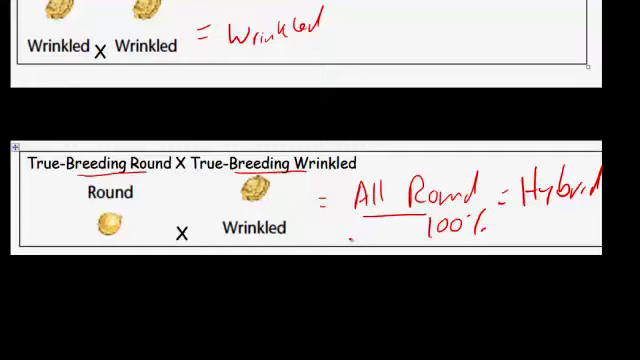 Wrinkled X Wrinkled = Wrinkled
True-Breeding Round X True-Breeding Wrinkled
Round
X Wrinkled
= All Round = Hybrid
100%